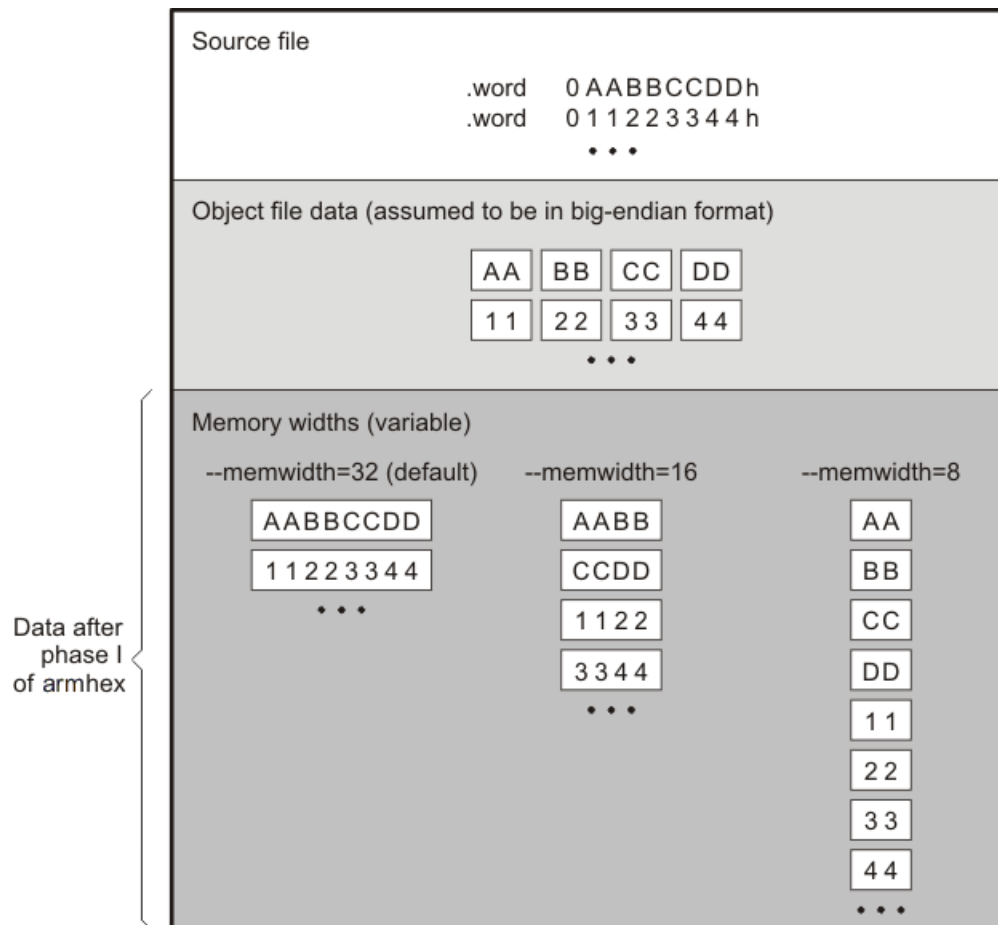 Source file
.word 0AABBCCDDh
.word 011223344h
• • •
Object file data (assumed to be in big-endian format)
AA BB CC DD
11 22 33 44
• • •
Memory widths (variable)
--memwidth=32 (default) --memwidth=16 --memwidth=8
AABBCCDD AABB AA
11223344 CCDD BB
• • • 1122 CC
Data after
phase I
of armhex
3344 DD
• • • 11
22
33
44
• • •